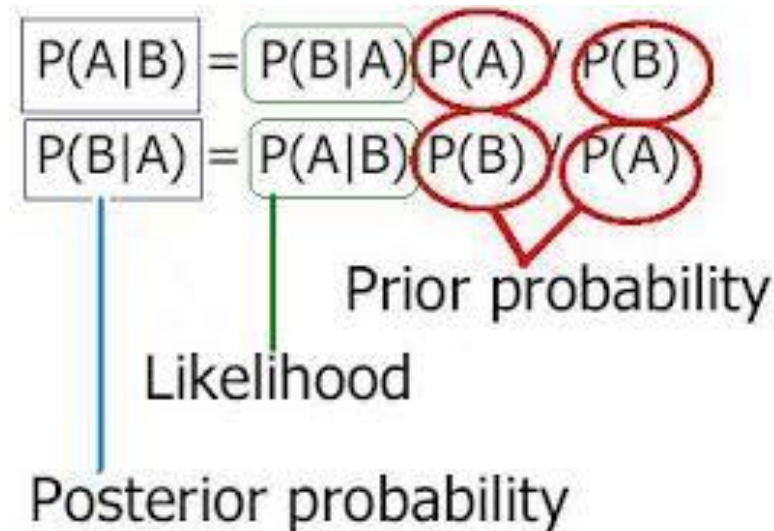 P(A|B) = P(B|A) P(A) / P(B)
P(B|A) = P(A|B) P(B) / P(A)
Prior probability
Likelihood
Posterior probability